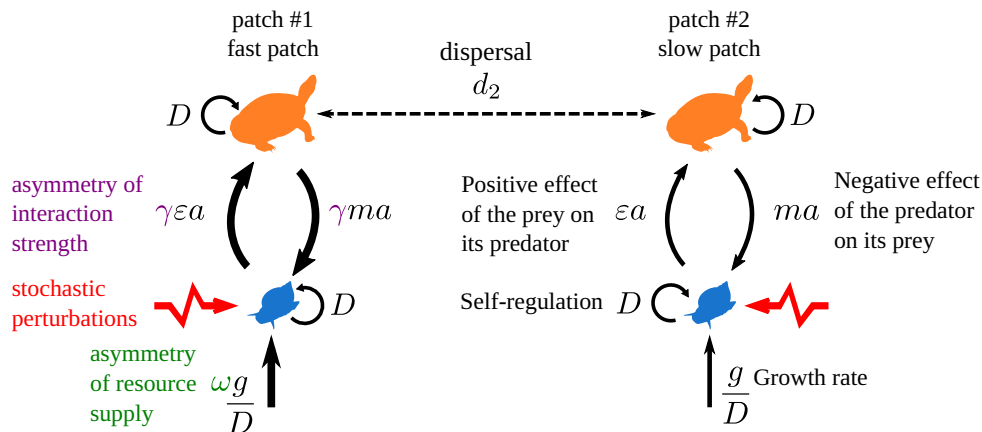 patch #1
fast patch
patch #2
slow patch
dispersal
d₂
D
D
asymmetry of
interaction
strength
γεa
γma
Positive effect
of the prey on
its predator
εa
ma
Negative effect
of the predator
on its prey
stochastic
perturbations
D
Self-regulation
D
asymmetry
of resource
supply
ωg
D
g
D
Growth rate